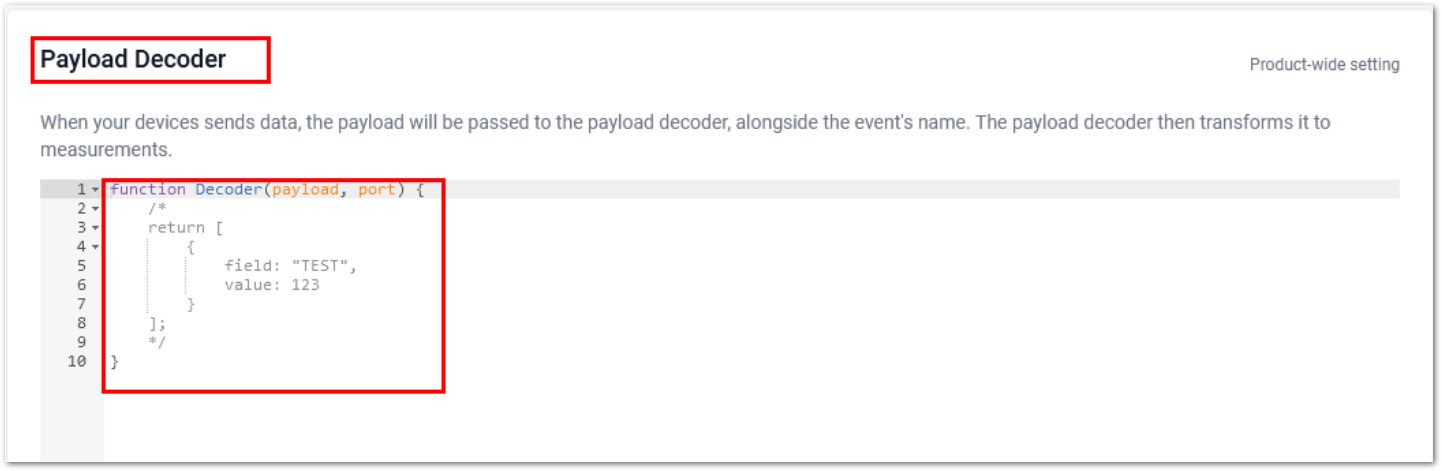 Payload Decoder
Product-wide setting
When your devices sends data, the payload will be passed to the payload decoder, alongside the event's name. The payload decoder then transforms it to
measurements.
1 function Decoder(payload, port) {
2     /*
3     return [
4         {
5             field: "TEST",
6             value: 123
7         }
8     ];
9     */
10 }